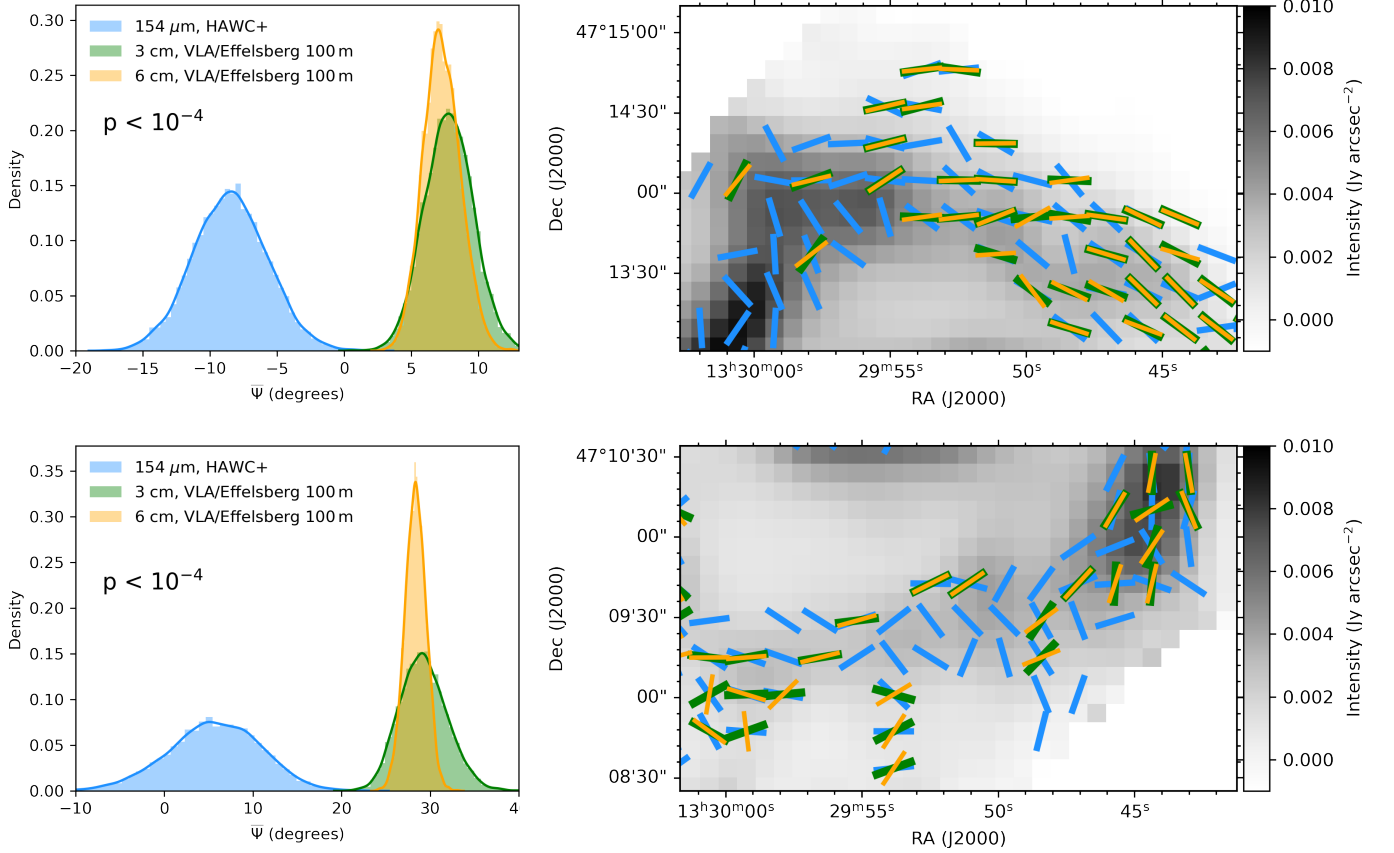 154 μm, HAWC+
3 cm, VLA/Effelsberg 100 m
6 cm, VLA/Effelsberg 100 m
p < 10⁻⁴
0.30
0.25
0.20
0.15
0.10
0.05
0.00
Density
−20 −15 −10 −5 0 5 10
Ψ̅ (degrees)
47°15'00"
14'30"
00"
13'30"
Dec (J2000)
13ʰ30ᵐ00ˢ 29ᵐ55ˢ 50ˢ 45ˢ
RA (J2000)
0.010
0.008
0.006
0.004
0.002
0.000
Intensity (Jy arcsec⁻²)
154 μm, HAWC+
3 cm, VLA/Effelsberg 100 m
6 cm, VLA/Effelsberg 100 m
p < 10⁻⁴
0.35
0.30
0.25
0.20
0.15
0.10
0.05
0.00
Density
−10 0 10 20 30
Ψ̅ (degrees)
47°10'30"
00"
09'30"
00"
08'30"
Dec (J2000)
13ʰ30ᵐ00ˢ 29ᵐ55ˢ 50ˢ 45ˢ
RA (J2000)
0.010
0.008
0.006
0.004
0.002
0.000
Intensity (Jy arcsec⁻²)